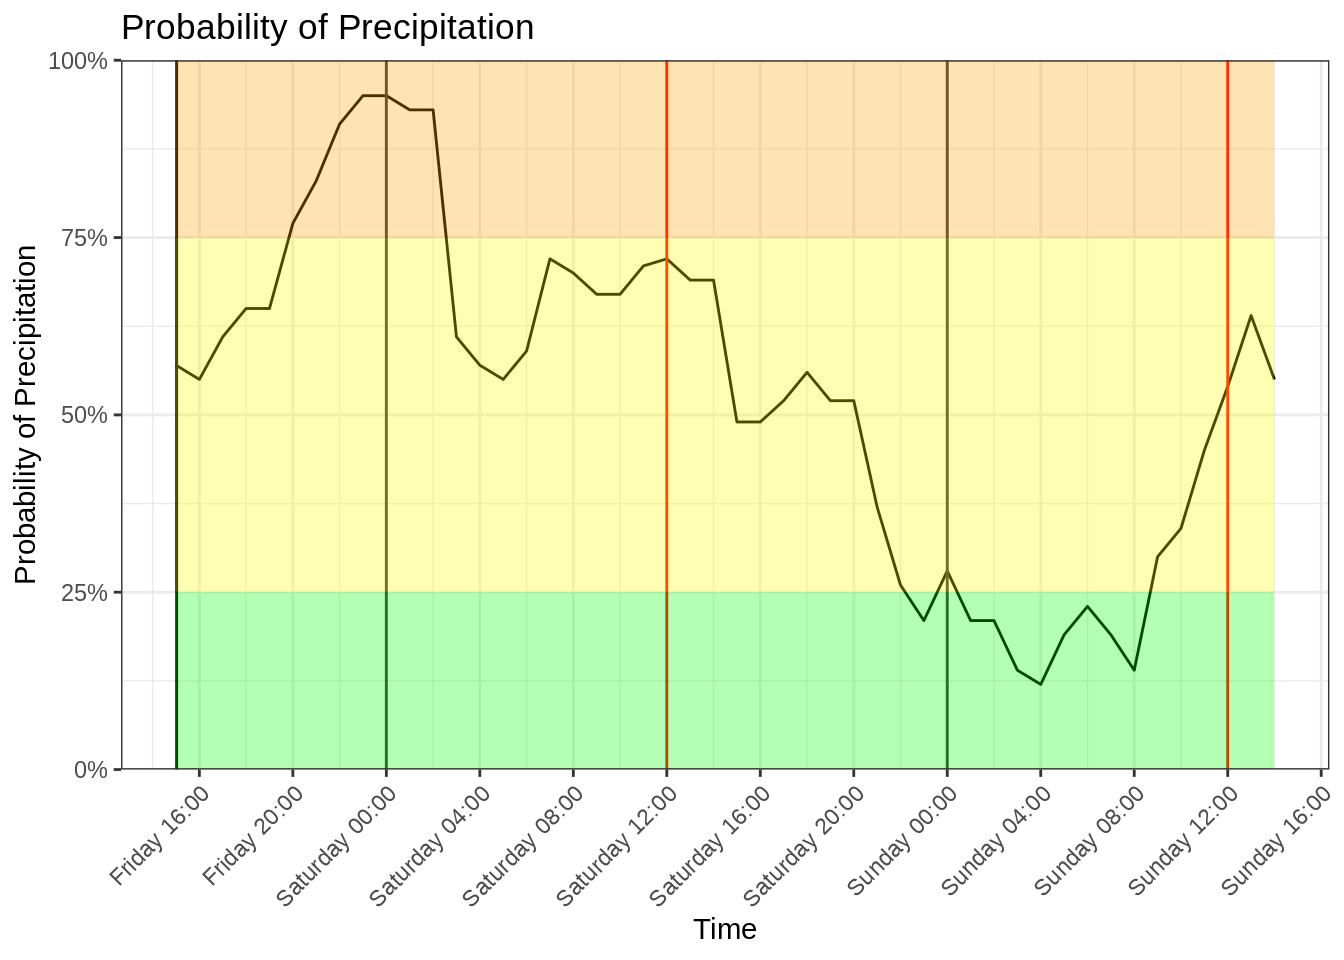 Probability of Precipitation
Probability of Precipitation
100%
75%
50%
25%
0%
Friday 16:00
Friday 20:00
Saturday 00:00
Saturday 04:00
Saturday 08:00
Saturday 12:00
Saturday 16:00
Saturday 20:00
Sunday 00:00
Sunday 04:00
Sunday 08:00
Sunday 12:00
Sunday 16:00
Time